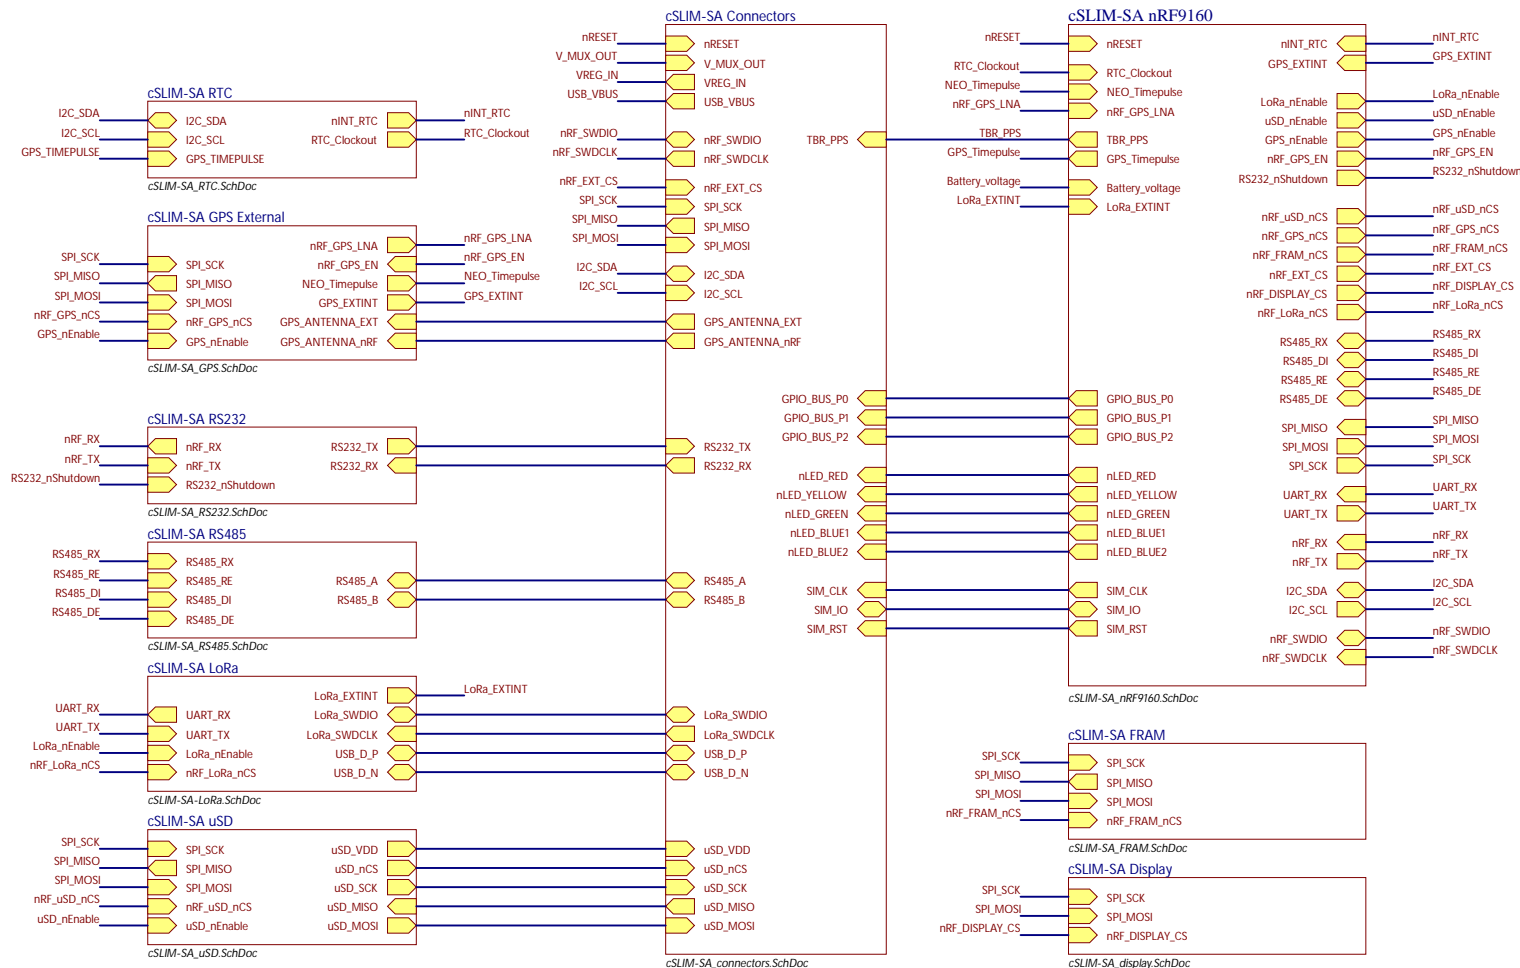 cSLIM-SA RTC
I2C_SDA I2C_SDA nINT_RTC nINT_RTC
I2C_SCL I2C_SCL RTC_Clockout RTC_Clockout
GPS_TIMEPULSE GPS_TIMEPULSE
cSLIM-SA_RTC.SchDoc
cSLIM-SA GPS External
nRF_GPS_LNA nRF_GPS_LNA
SPI_SCK SPI_SCK nRF_GPS_EN nRF_GPS_EN
SPI_MISO SPI_MISO NEO_Timepulse NEO_Timepulse
SPI_MOSI SPI_MOSI GPS_EXTINT GPS_EXTINT
nRF_GPS_nCS nRF_GPS_nCS GPS_ANTENNA_EXT
GPS_nEnable GPS_nEnable GPS_ANTENNA_nRF
cSLIM-SA_GPS.SchDoc
cSLIM-SA RS232
nRF_RX nRF_RX RS232_TX
nRF_TX nRF_TX RS232_RX
RS232_nShutdown RS232_nShutdown
cSLIM-SA_RS232.SchDoc
cSLIM-SA RS485
RS485_RX RS485_RX
RS485_RE RS485_RE RS485_A
RS485_DI RS485_DI RS485_B
RS485_DE RS485_DE
cSLIM-SA_RS485.SchDoc
cSLIM-SA LoRa
LoRa_EXTINT LoRa_EXTINT
UART_RX UART_RX LoRa_SWDIO
UART_TX UART_TX LoRa_SWDCLK
LoRa_nEnable LoRa_nEnable USB_D_P
nRF_LoRa_nCS nRF_LoRa_nCS USB_D_N
cSLIM-SA-LoRa.SchDoc
cSLIM-SA uSD
SPI_SCK SPI_SCK uSD_VDD
SPI_MISO SPI_MISO uSD_nCS
SPI_MOSI SPI_MOSI uSD_SCK
nRF_uSD_nCS nRF_uSD_nCS uSD_MISO
uSD_nEnable uSD_nEnable uSD_MOSI
cSLIM-SA_uSD.SchDoc
cSLIM-SA Connectors
nRESET nRESET
V_MUX_OUT V_MUX_OUT
VREG_IN VREG_IN
USB_VBUS USB_VBUS
nRF_SWDIO nRF_SWDIO TBR_PPS
nRF_SWDCLK nRF_SWDCLK
nRF_EXT_CS nRF_EXT_CS
SPI_SCK SPI_SCK
SPI_MISO SPI_MISO
SPI_MOSI SPI_MOSI
I2C_SDA I2C_SDA
I2C_SCL I2C_SCL
GPS_ANTENNA_EXT
GPS_ANTENNA_nRF
GPIO_BUS_P0
GPIO_BUS_P1
GPIO_BUS_P2
RS232_TX
RS232_RX
nLED_RED
nLED_YELLOW
nLED_GREEN
nLED_BLUE1
nLED_BLUE2
RS485_A SIM_CLK
RS485_B SIM_IO
SIM_RST
LoRa_SWDIO
LoRa_SWDCLK
USB_D_P
USB_D_N
uSD_VDD
uSD_nCS
uSD_SCK
uSD_MISO
uSD_MOSI
cSLIM-SA_connectors.SchDoc
cSLIM-SA nRF9160
nRESET nRESET nINT_RTC nINT_RTC
GPS_EXTINT GPS_EXTINT
RTC_Clockout RTC_Clockout
NEO_Timepulse NEO_Timepulse LoRa_nEnable LoRa_nEnable
nRF_GPS_LNA nRF_GPS_LNA uSD_nEnable uSD_nEnable
TBR_PPS TBR_PPS GPS_nEnable GPS_nEnable
GPS_Timepulse GPS_Timepulse nRF_GPS_EN nRF_GPS_EN
RS232_nShutdown RS232_nShutdown
Battery_voltage Battery_voltage
LoRa_EXTINT LoRa_EXTINT
nRF_uSD_nCS nRF_uSD_nCS
nRF_GPS_nCS nRF_GPS_nCS
nRF_FRAM_nCS nRF_FRAM_nCS
nRF_EXT_CS nRF_EXT_CS
nRF_DISPLAY_CS nRF_DISPLAY_CS
nRF_LoRa_nCS nRF_LoRa_nCS
RS485_RX RS485_RX
RS485_DI RS485_DI
RS485_RE RS485_RE
GPIO_BUS_P0 RS485_DE RS485_DE
GPIO_BUS_P1 SPI_MISO SPI_MISO
GPIO_BUS_P2 SPI_MOSI SPI_MOSI
SPI_SCK SPI_SCK
nLED_RED
nLED_YELLOW UART_RX UART_RX
nLED_GREEN UART_TX UART_TX
nLED_BLUE1 nRF_RX nRF_RX
nLED_BLUE2 nRF_TX nRF_TX
SIM_CLK I2C_SDA I2C_SDA
SIM_IO I2C_SCL I2C_SCL
SIM_RST nRF_SWDIO nRF_SWDIO
nRF_SWDCLK nRF_SWDCLK
cSLIM-SA_nRF9160.SchDoc
cSLIM-SA FRAM
SPI_SCK SPI_SCK
SPI_MISO SPI_MISO
SPI_MOSI SPI_MOSI
nRF_FRAM_nCS nRF_FRAM_nCS
cSLIM-SA_FRAM.SchDoc
cSLIM-SA Display
SPI_SCK SPI_SCK
SPI_MOSI SPI_MOSI
nRF_DISPLAY_CS nRF_DISPLAY_CS
cSLIM-SA_display.SchDoc